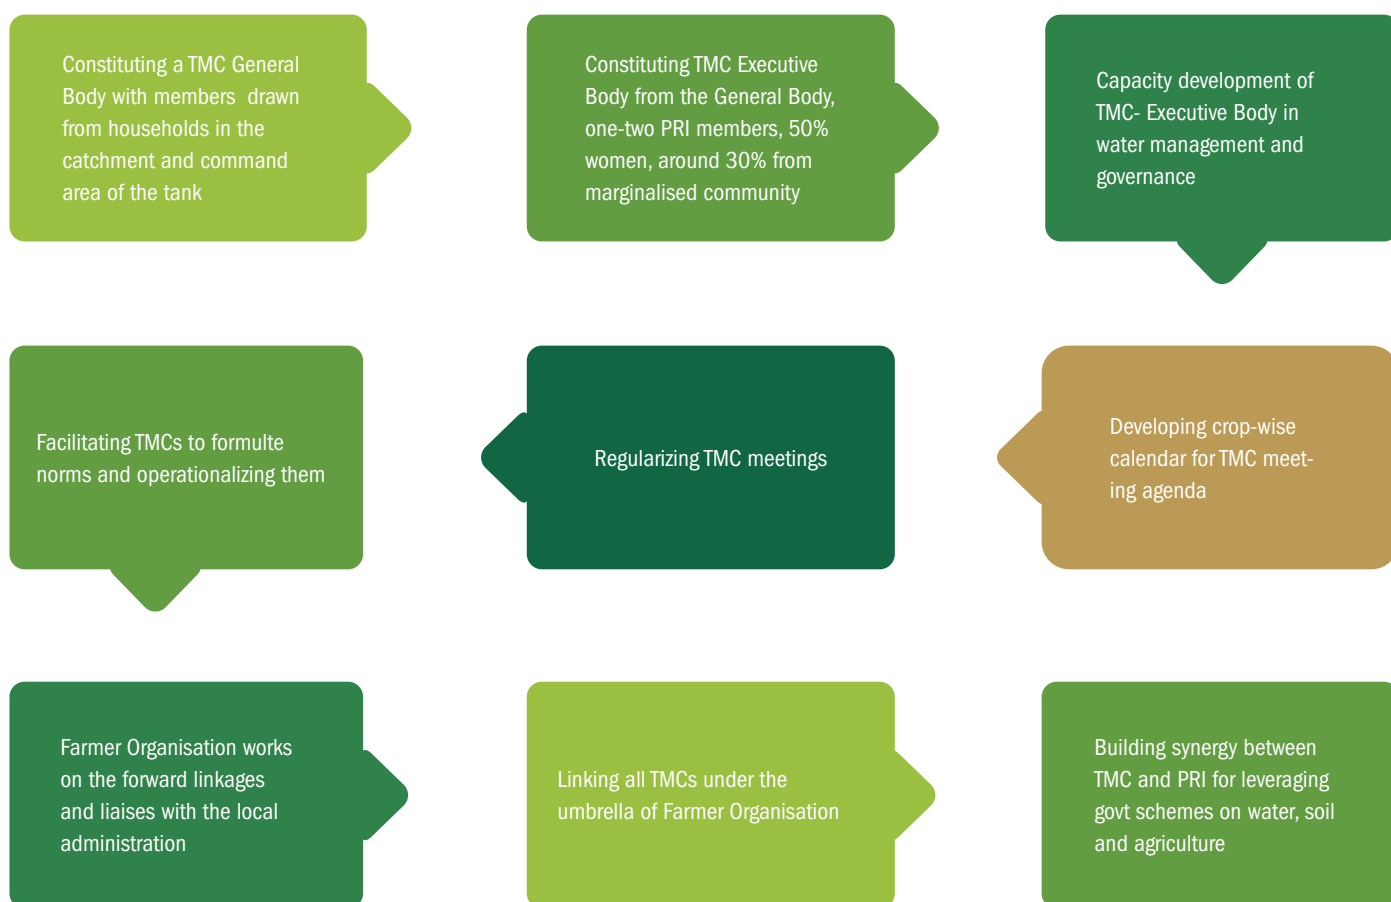 Constituting a TMC General
Body with members drawn
from households in the
catchment and command
area of the tank
Constituting TMC Executive
Body from the General Body,
one-two PRI members, 50%
women, around 30% from
marginalised community
Capacity development of
TMC- Executive Body in
water management and
governance
Developing crop-wise
calendar for TMC meet-
ing agenda
Regularizing TMC meetings
Facilitating TMCs to formulte
norms and operationalizing them
Farmer Organisation works
on the forward linkages
and liaises with the local
administration
Linking all TMCs under the
umbrella of Farmer Organisation
Building synergy between
TMC and PRI for leveraging
govt schemes on water, soil
and agriculture